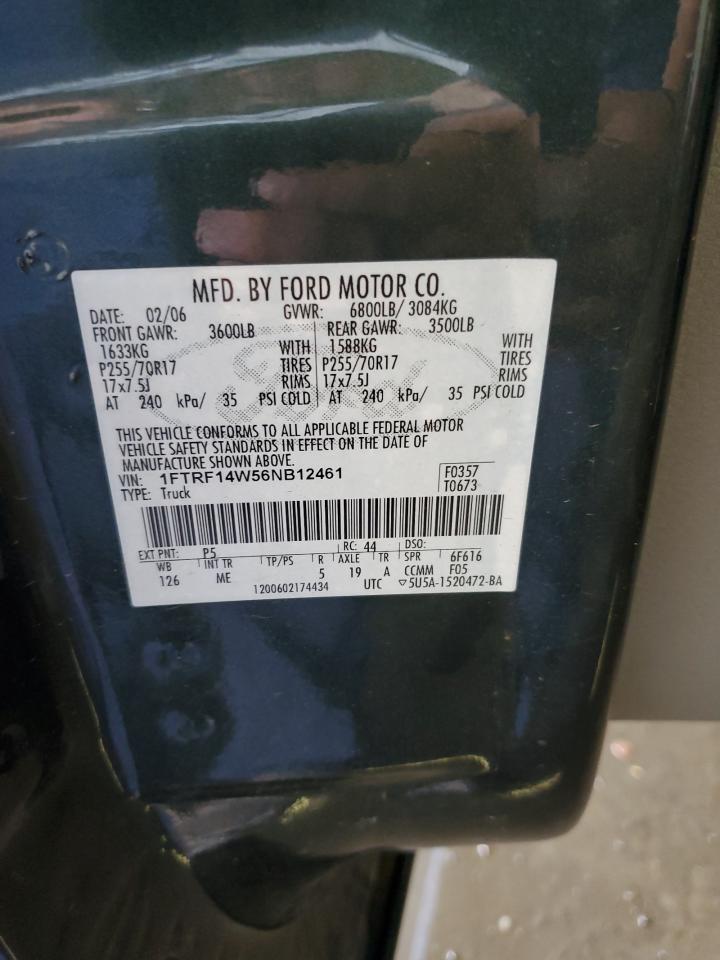 MFD. BY FORD MOTOR CO.
DATE: 02/06 GVWR: 6800LB/ 3084KG
FRONT GAWR: 3600LB REAR GAWR: 3500LB
1633KG WITH 1588KG WITH
P255/70R17 TIRES P255/70R17 TIRES
17x7.5J RIMS 17x7.5J RIMS
AT 240 kPa/ 35 PSI COLD AT 240 kPa/ 35 PSI COLD
Ford
THIS VEHICLE CONFORMS TO ALL APPLICABLE FEDERAL MOTOR
VEHICLE SAFETY STANDARDS IN EFFECT ON THE DATE OF
MANUFACTURE SHOWN ABOVE.
VIN: 1FTRF14W56NB12461 F0357
TYPE: Truck T0673
EXT PNT: P5 RC: 44 DSO:
WB INT TR TP/PS R AXLE TR SPR 6F616
126 ME 5 19 A CCMM F05
1200602174434 UTC ▽5U5A-1520472-BA